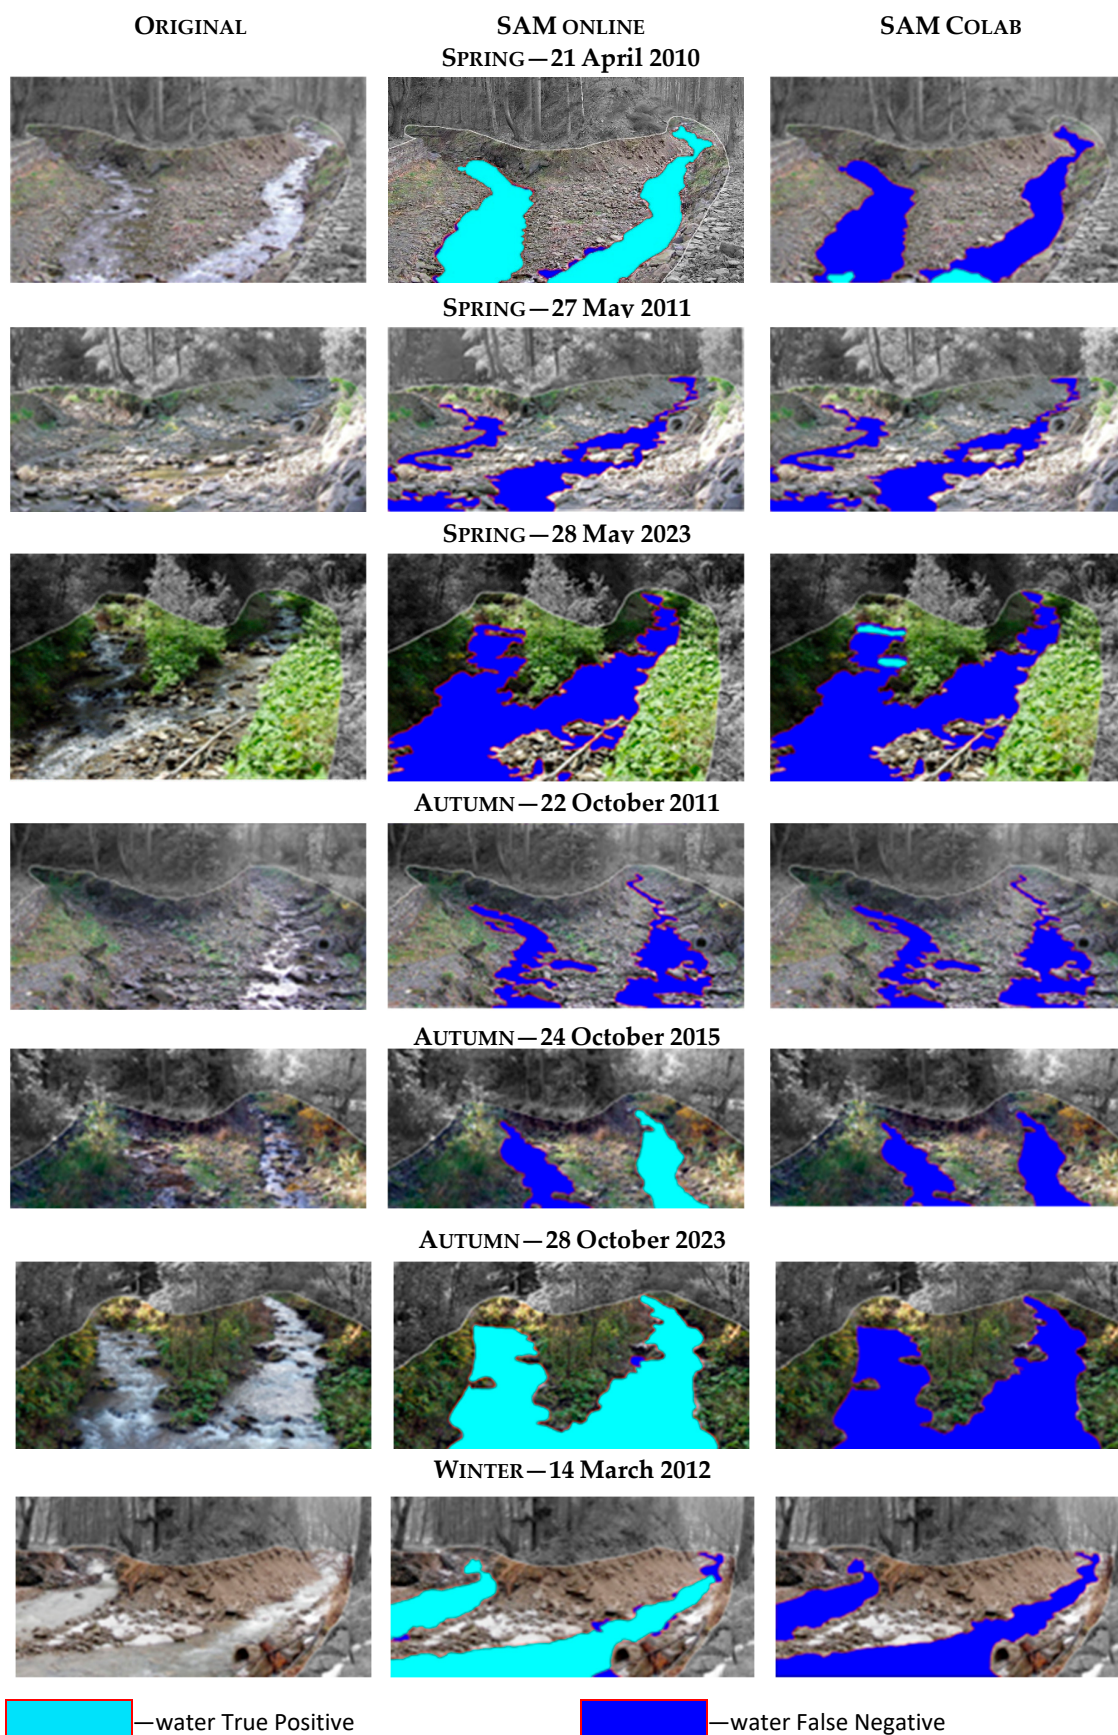 ORIGINAL SAM ONLINE SAM COLAB
SPRING—21 April 2010
SPRING—27 May 2011
SPRING—28 May 2023
AUTUMN—22 October 2011
AUTUMN—24 October 2015
AUTUMN—28 October 2023
WINTER—14 March 2012
—water True Positive —water False Negative